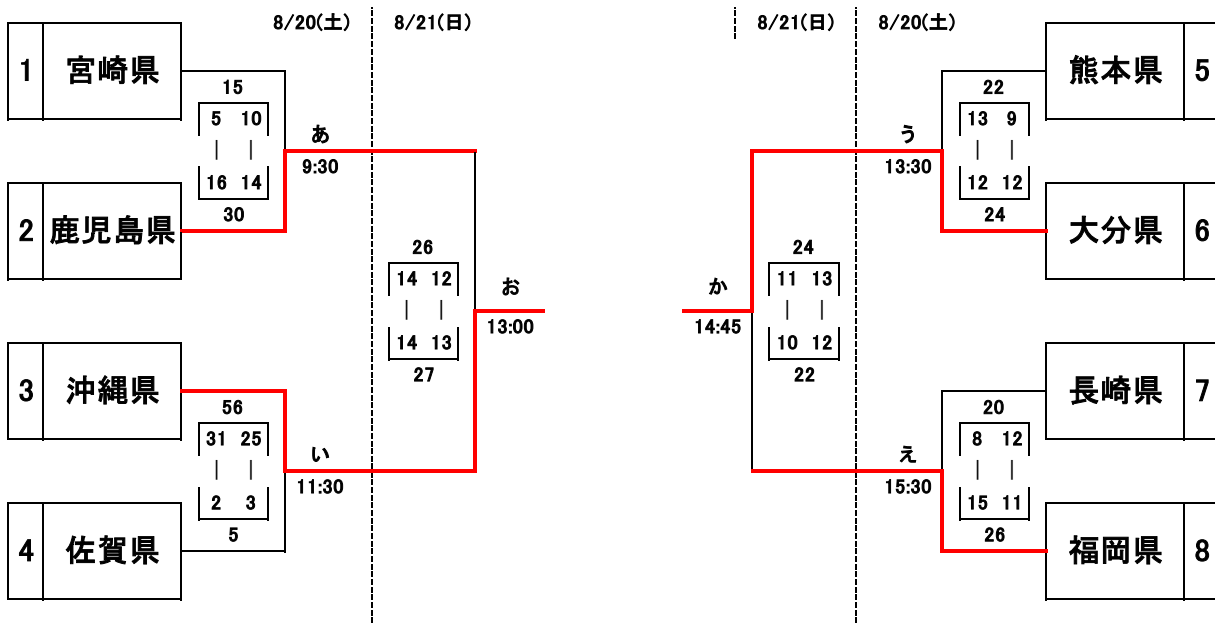 8/20(土) 8/21(日) 8/21(日) 8/20(土)
1 宮崎県
15
5 10
| |
16 14
30
あ
9:30
2 鹿児島県
26
14 12
| |
14 13
27
お
13:00
3 沖縄県
56
31 25
| |
2 3
5
い
11:30
4 佐賀県
熊本県 5
22
13 9
| |
12 12
24
う
13:30
大分県 6
24
11 13
| |
10 12
22
か
14:45
長崎県 7
20
8 12
| |
15 11
26
え
15:30
福岡県 8